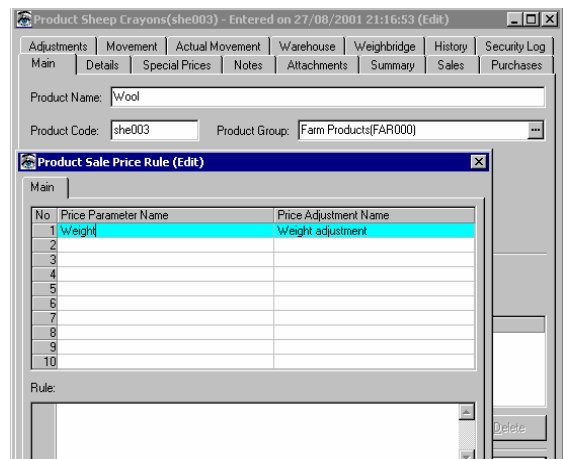 Product Sheep Crayons(she003) - Entered on 27/08/2001 21:16:53 (Edit)
Adjustments Movement Actual Movement Warehouse Weighbridge History Security Log
Main Details Special Prices Notes Attachments Summary Sales Purchases
Product Name: Wool
Product Code: she003 Product Group: Farm Products(FAR000) ...
Product Sale Price Rule (Edit)
Main
No Price Parameter Name Price Adjustment Name
1 Weight Weight adjustment
2
3
4
5
6
7
8
9
10
Rule:
Delete